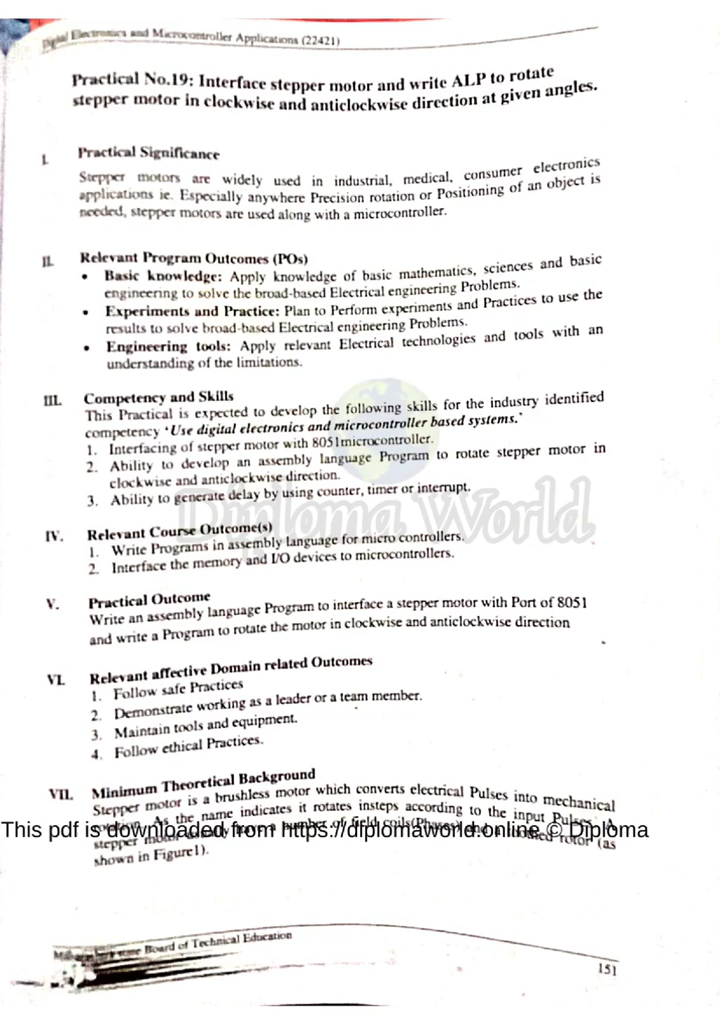 Digital Electronics and Microcontroller Applications (22421)
Practical No.19: Interface stepper motor and write ALP to rotate
stepper motor in clockwise and anticlockwise direction at given angles.
I. Practical Significance
Stepper motors are widely used in industrial, medical, consumer electronics
applications ie. Especially anywhere Precision rotation or Positioning of an object is
needed, stepper motors are used along with a microcontroller.
II. Relevant Program Outcomes (POs)
• Basic knowledge: Apply knowledge of basic mathematics, sciences and basic
engineering to solve the broad-based Electrical engineering Problems.
• Experiments and Practice: Plan to Perform experiments and Practices to use the
results to solve broad-based Electrical engineering Problems.
• Engineering tools: Apply relevant Electrical technologies and tools with an
understanding of the limitations.
III. Competency and Skills
This Practical is expected to develop the following skills for the industry identified
competency ‘Use digital electronics and microcontroller based systems.’
1. Interfacing of stepper motor with 8051microcontroller.
2. Ability to develop an assembly language Program to rotate stepper motor in
clockwise and anticlockwise direction.
3. Ability to generate delay by using counter, timer or interrupt.
Diploma World
IV. Relevant Course Outcome(s)
1. Write Programs in assembly language for micro controllers.
2. Interface the memory and I/O devices to microcontrollers.
V. Practical Outcome
Write an assembly language Program to interface a stepper motor with Port of 8051
and write a Program to rotate the motor in clockwise and anticlockwise direction
VI. Relevant affective Domain related Outcomes
1. Follow safe Practices
2. Demonstrate working as a leader or a team member.
3. Maintain tools and equipment.
4. Follow ethical Practices.
VII. Minimum Theoretical Background
Stepper motor is a brushless motor which converts electrical Pulses into mechanical
As the name indicates it rotates insteps according to the input Pulses. A
This pdf is downloaded from https://diplomaworld.online © Diploma
stepper motor a number of field coils(Phases) and rotor (as
shown in Figure1).
Board of Technical Education
151